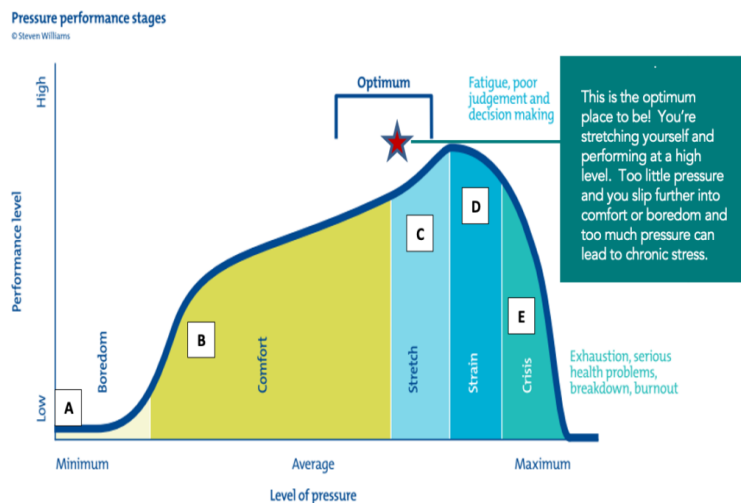 Pressure performance stages
© Steven Williams
High
Performance level
Low
Optimum
Fatigue, poor
judgement and
decision making
.
This is the optimum
place to be! You're
stretching yourself and
performing at a high
level. Too little pressure
and you slip further into
comfort or boredom and
too much pressure can
lead to chronic stress.
A
Boredom
B
Comfort
C
Stretch
D
Strain
E
Crisis
Exhaustion, serious
health problems,
breakdown, burnout
Minimum
Average
Maximum
Level of pressure